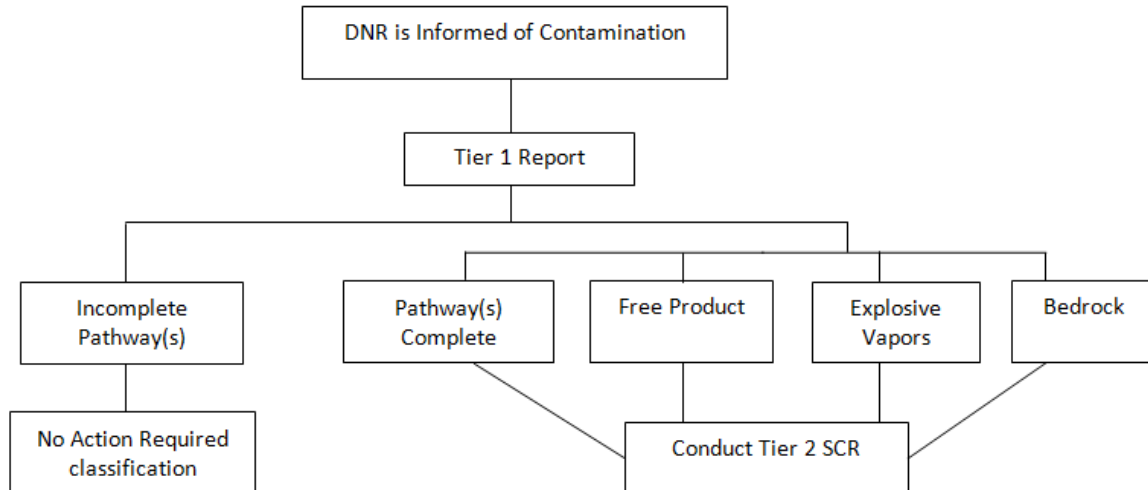 DNR is Informed of Contamination
Tier 1 Report
Incomplete
Pathway(s)
Pathway(s)
Complete
Free Product
Explosive
Vapors
Bedrock
No Action Required
classification
Conduct Tier 2 SCR